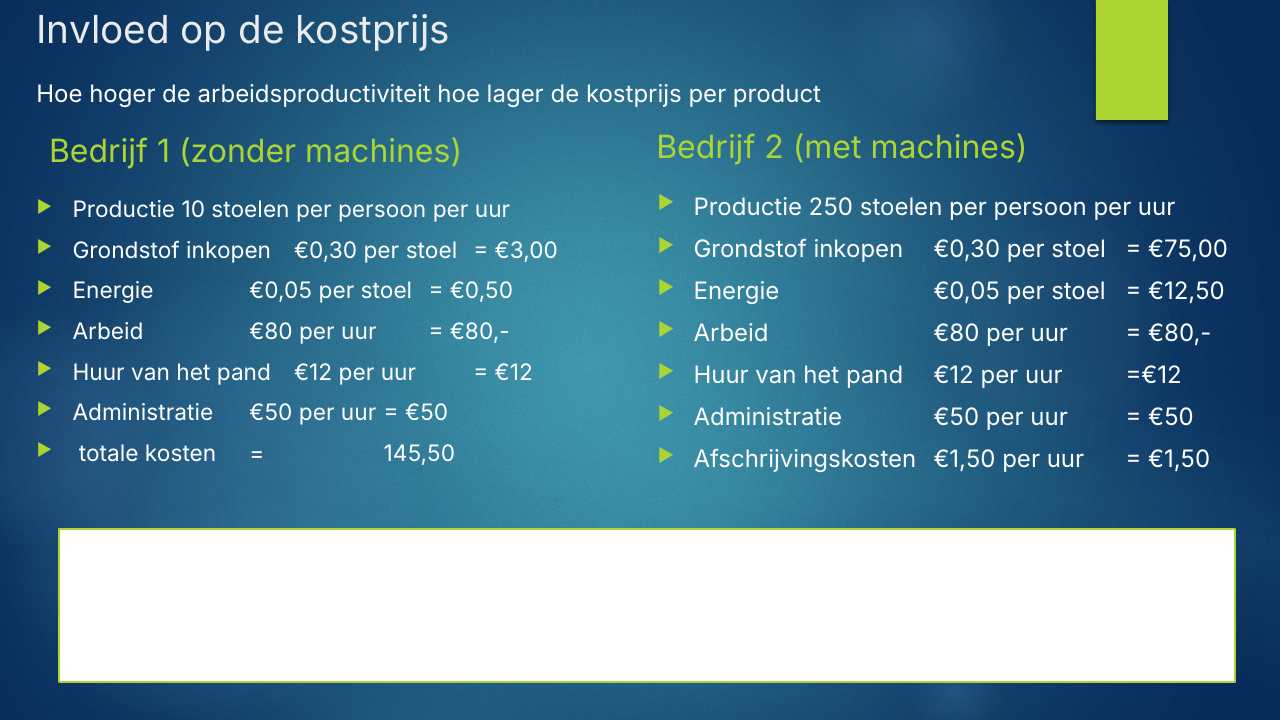 Invloed op de kostprijs
Hoe hoger de arbeidsproductiviteit hoe lager de kostprijs per product
Bedrijf 1 (zonder machines)
Productie 10 stoelen per persoon per uur
Grondstof inkopen €0,30 per stoel = €3,00
Energie €0,05 per stoel = €0,50
Arbeid €80 per uur = €80,-
Huur van het pand €12 per uur = €12
Administratie €50 per uur = €50
totale kosten = 145,50
Bedrijf 2 (met machines)
Productie 250 stoelen per persoon per uur
Grondstof inkopen €0,30 per stoel = €75,00
Energie €0,05 per stoel = €12,50
Arbeid €80 per uur = €80,-
Huur van het pand €12 per uur =€12
Administratie €50 per uur = €50
Afschrijvingskosten €1,50 per uur = €1,50